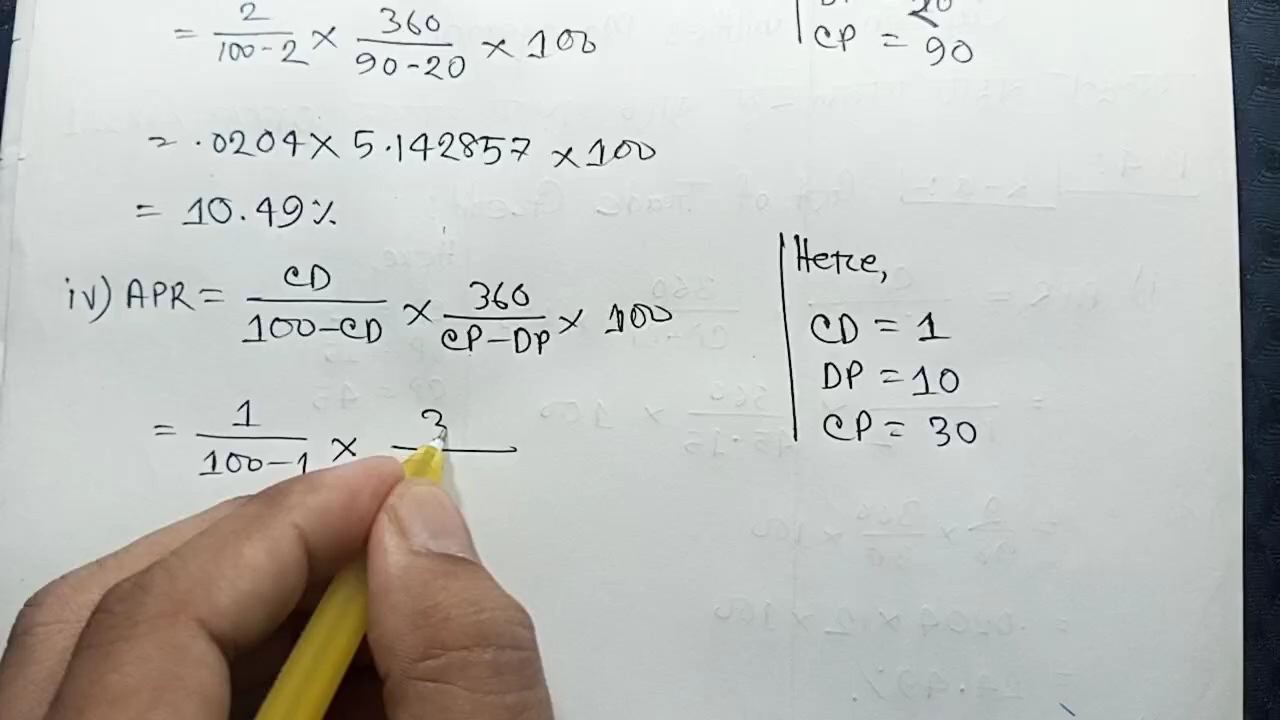 = 2/100-2 × 360/90-20 × 100
CP = 90
= .0204 × 5.142857 × 100
= 10.49%
iv) APR = CD/100-CD × 360/CP-DP × 100
Here,
CD = 1
DP = 10
CP = 30
= 1/100-1 × 3